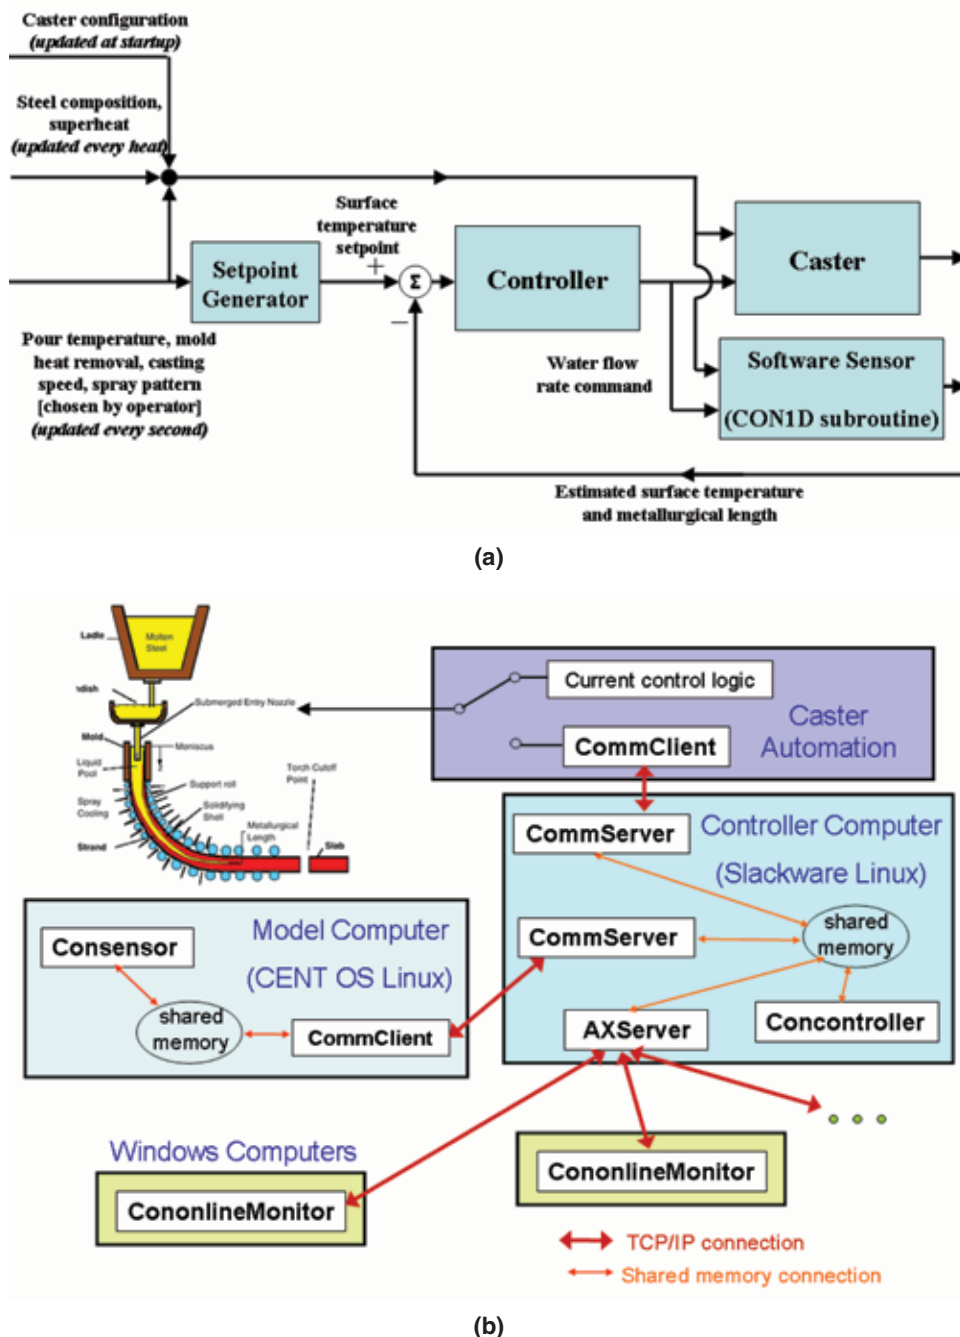 Caster configuration
(updated at startup)
Steel composition,
superheat
(updated every heat)
Surface
temperature
setpoint
+
Σ
−
Setpoint
Generator
Controller
Caster
Pour temperature, mold
heat removal, casting
speed, spray pattern
[chosen by operator]
(updated every second)
Water flow
rate command
Software Sensor
(CON1D subroutine)
Estimated surface temperature
and metallurgical length
(a)
Ladle
Molten
Steel
ndish
Submerged Entry Nozzle
Mold
Meniscus
Liquid
Pool
Torch Cutoff
Point
Support roll
Spray
Cooling
Solidifying
Shell
Metallurgical
Length
Strand
Slab
Current control logic
CommClient
Caster
Automation
CommServer
Controller Computer
(Slackware Linux)
shared
memory
CommServer
AXServer
Concontroller
Model Computer
(CENT OS Linux)
Consensor
shared
memory
CommClient
Windows Computers
CononlineMonitor
CononlineMonitor
TCP/IP connection
Shared memory connection
(b)